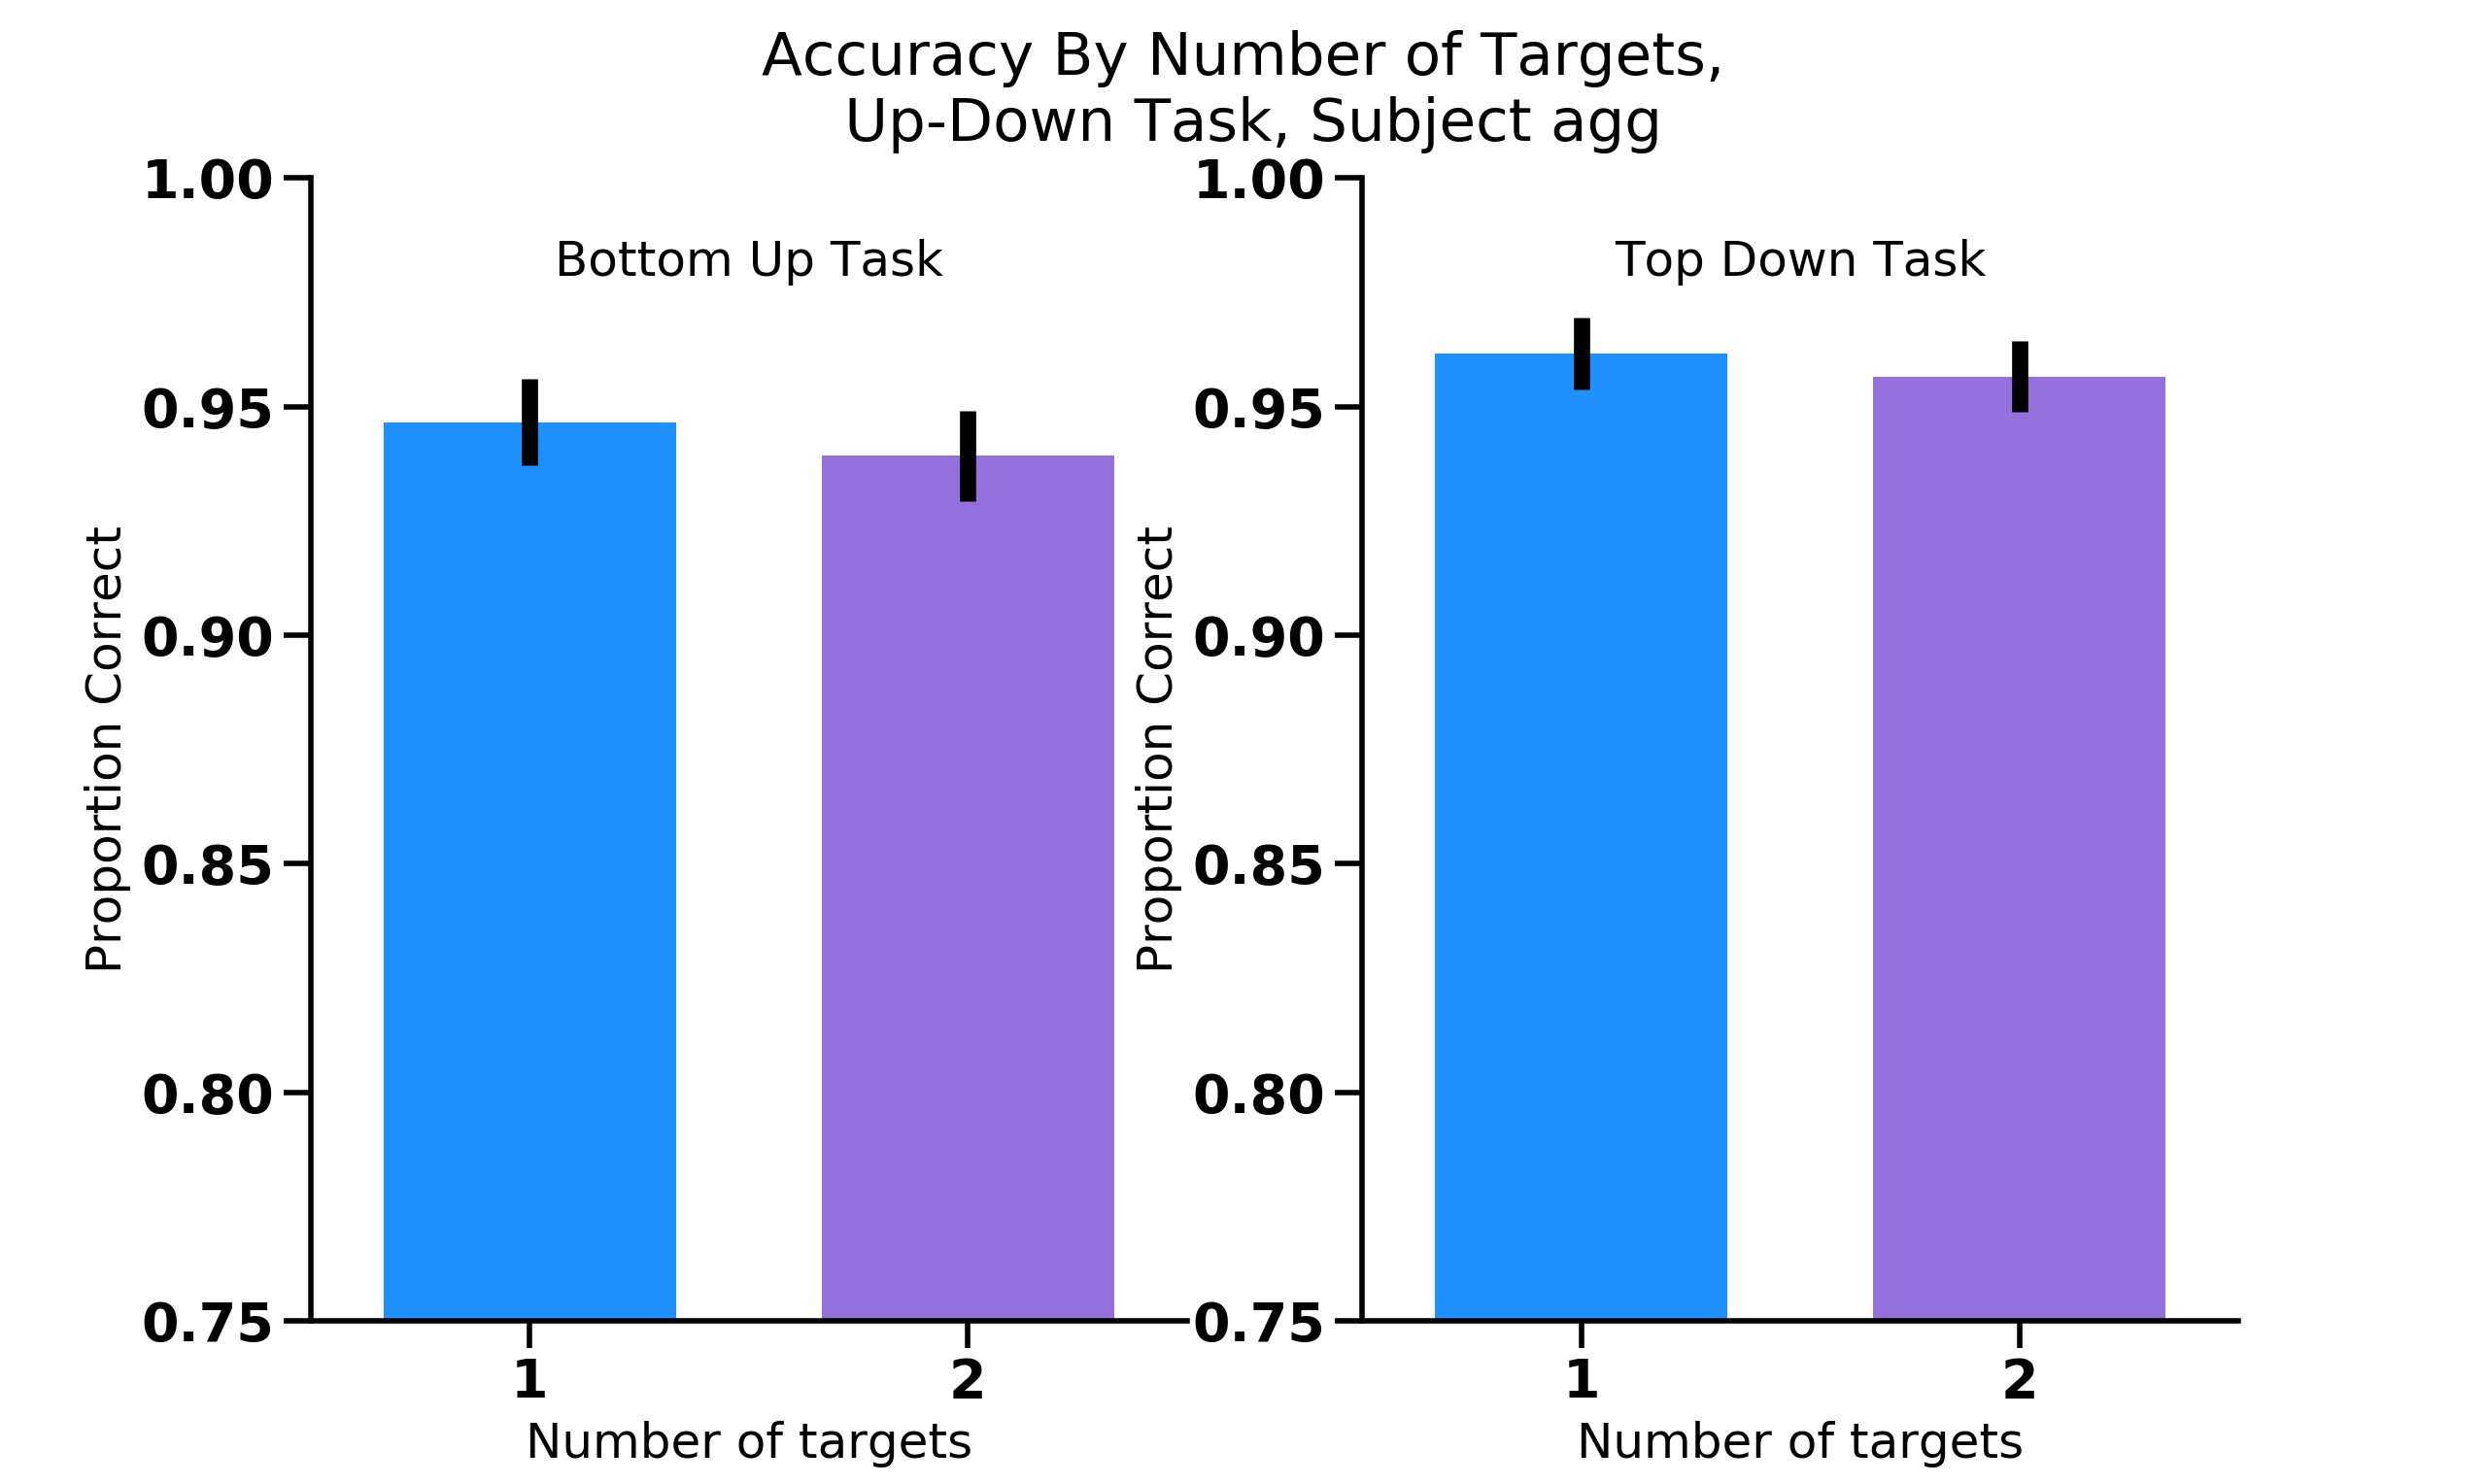 Accuracy By Number of Targets,
Up-Down Task, Subject agg
Bottom Up Task
Proportion Correct
1.00
0.95
0.90
0.85
0.80
0.75
1
2
Number of targets
Top Down Task
Proportion Correct
1.00
0.95
0.90
0.85
0.80
0.75
1
2
Number of targets